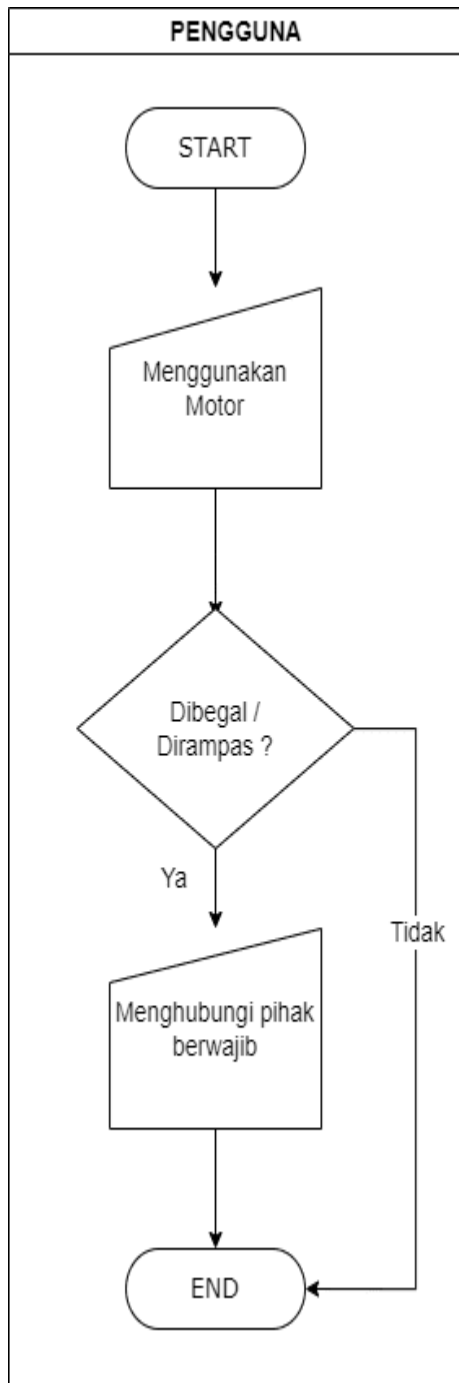 PENGGUNA
START
Menggunakan
Motor
Dibegal /
Dirampas ?
Ya
Tidak
Menghubungi pihak
berwajib
END